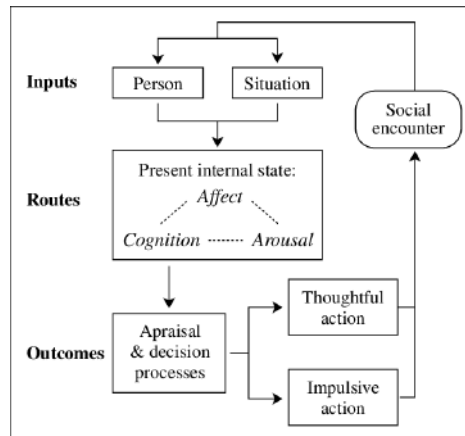 Inputs
Person
Situation
Social
encounter
Routes
Present internal state:
Affect
Cognition
Arousal
Outcomes
Appraisal
& decision
processes
Thoughtful
action
Impulsive
action